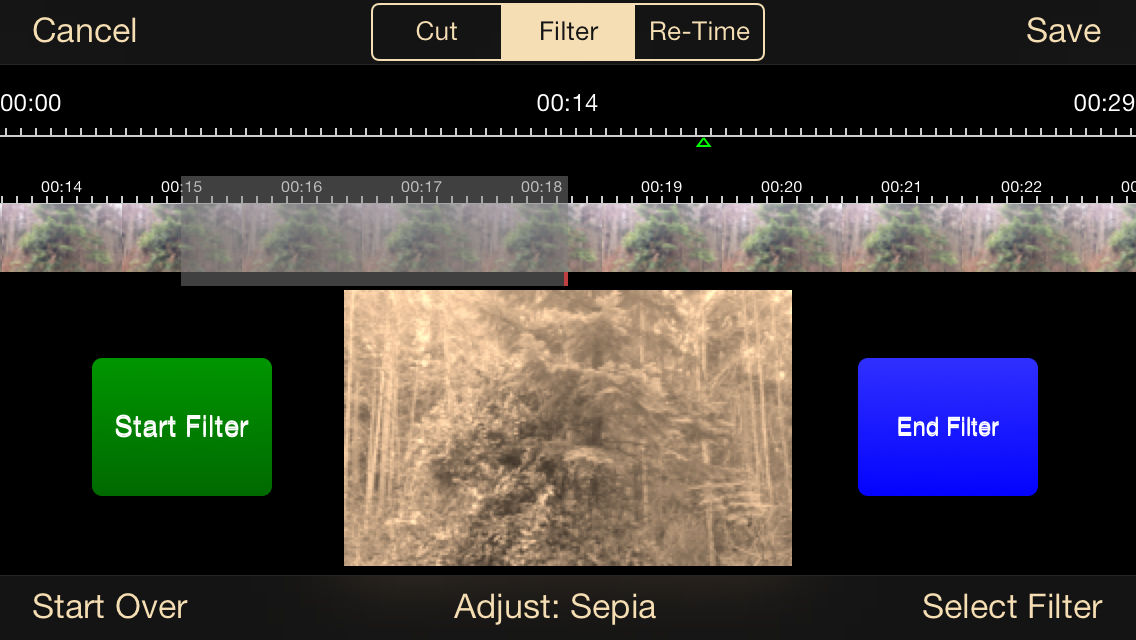 Cancel Cut Filter Re-Time Save
00:00 00:14 00:29
00:14 00:15 00:16 00:17 00:18 00:19 00:20 00:21 00:22 00
Start Filter End Filter
Start Over Adjust: Sepia Select Filter